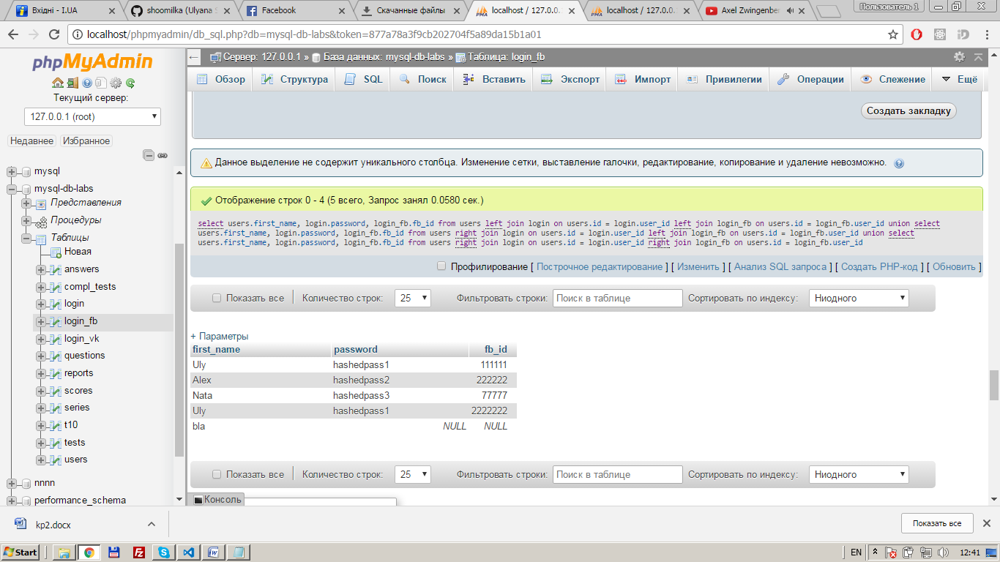 Вхідні - I.UA
shoomilka (Ulyana S
Facebook
Скачанные файлы
localhost / 127.0.0.
localhost / 127.0.0.
Axel Zwingenber
Пользователь 1
localhost/phpmyadmin/db_sql.php?db=mysql-db-labs&token=877a78a3f9cb202704f5a89da15b1a01
phpMyAdmin
Текущий сервер:
127.0.0.1 (root)
Недавнее Избранное
mysql
mysql-db-labs
Представления
Процедуры
Таблицы
Новая
answers
compl_tests
login
login_fb
login_vk
questions
reports
scores
series
t10
tests
users
nnnn
performance_schema
Сервер: 127.0.0.1 » База данных: mysql-db-labs » Таблица: login_fb
Обзор Структура SQL Поиск Вставить Экспорт Импорт Привилегии Операции Слежение Ещё
Создать закладку
Данное выделение не содержит уникального столбца. Изменение сетки, выставление галочки, редактирование, копирование и удаление невозможно.
Отображение строк 0 - 4 (5 всего, Запрос занял 0.0580 сек.)
select users.first_name, login.password, login_fb.fb_id from users left join login on users.id = login.user_id left join login_fb on users.id = login_fb.user_id union select
users.first_name, login.password, login_fb.fb_id from users right join login on users.id = login.user_id left join login_fb on users.id = login_fb.user_id union select
users.first_name, login.password, login_fb.fb_id from users right join login on users.id = login.user_id right join login_fb on users.id = login_fb.user_id
Профилирование [ Построчное редактирование ] [ Изменить ] [ Анализ SQL запроса ] [ Создать PHP-код ] [ Обновить ]
Показать все Количество строк: 25 Фильтровать строки: Поиск в таблице Сортировать по индексу: Ниодного
+ Параметры
first_name password fb_id
Uly hashedpass1 111111
Alex hashedpass2 222222
Nata hashedpass3 77777
Uly hashedpass1 2222222
bla NULL NULL
Показать все Количество строк: 25 Фильтровать строки: Поиск в таблице Сортировать по индексу: Ниодного
Консоль
kp2.docx
Показать все
Start
EN
12:41